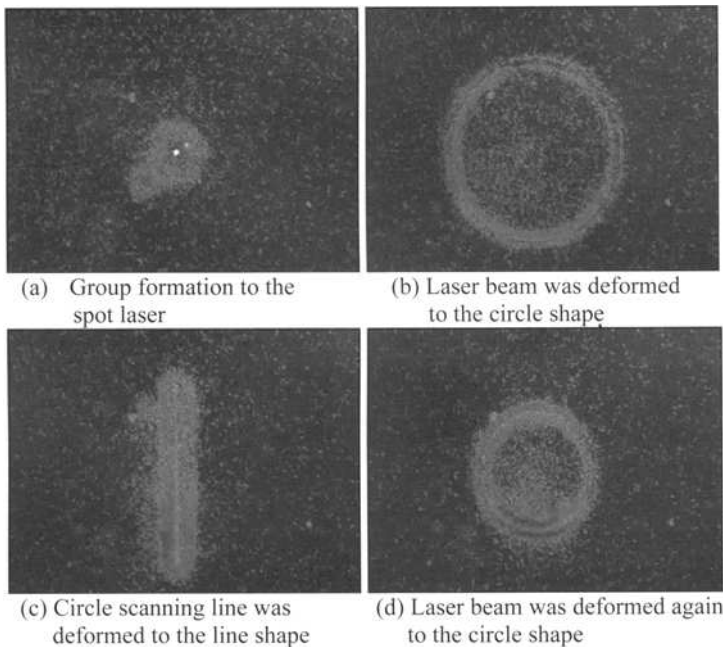 (a) Group formation to the
spot laser
(b) Laser beam was deformed
to the circle shape
(c) Circle scanning line was
deformed to the line shape
(d) Laser beam was deformed again
to the circle shape